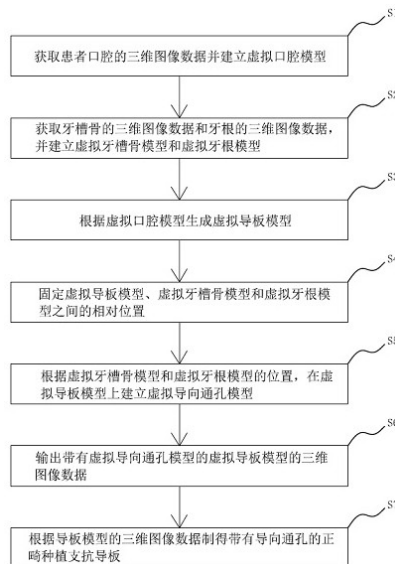 S1
获取患者口腔的三维图像数据并建立虚拟口腔模型
S2
获取牙槽骨的三维图像数据和牙根的三维图像数据，
并建立虚拟牙槽骨模型和虚拟牙根模型
S3
根据虚拟口腔模型生成虚拟导板模型
S4
固定虚拟导板模型、虚拟牙槽骨模型和虚拟牙根模
型之间的相对位置
S5
根据虚拟牙槽骨模型和虚拟牙根模型的位置，在虚
拟导板模型上建立虚拟导向通孔模型
S6
输出带有虚拟导向通孔模型的虚拟导板模型的三维
图像数据
S7
根据导板模型的三维图像数据制得带有导向通孔的正
畸种植支抗导板